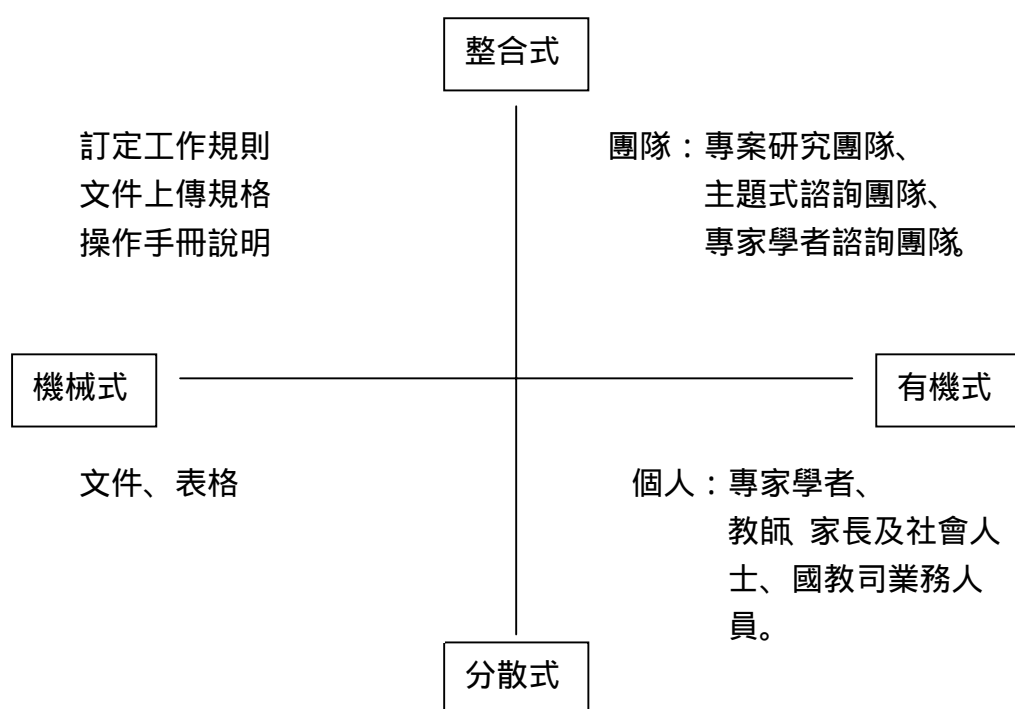 整合式
訂定工作規則
文件上傳規格
操作手冊說明
團隊：專案研究團隊、
主題式諮詢團隊、
專家學者諮詢團隊。
機械式
有機式
文件、表格
個人：專家學者、
教師、家長及社會人
士、國教司業務人
員。
分散式